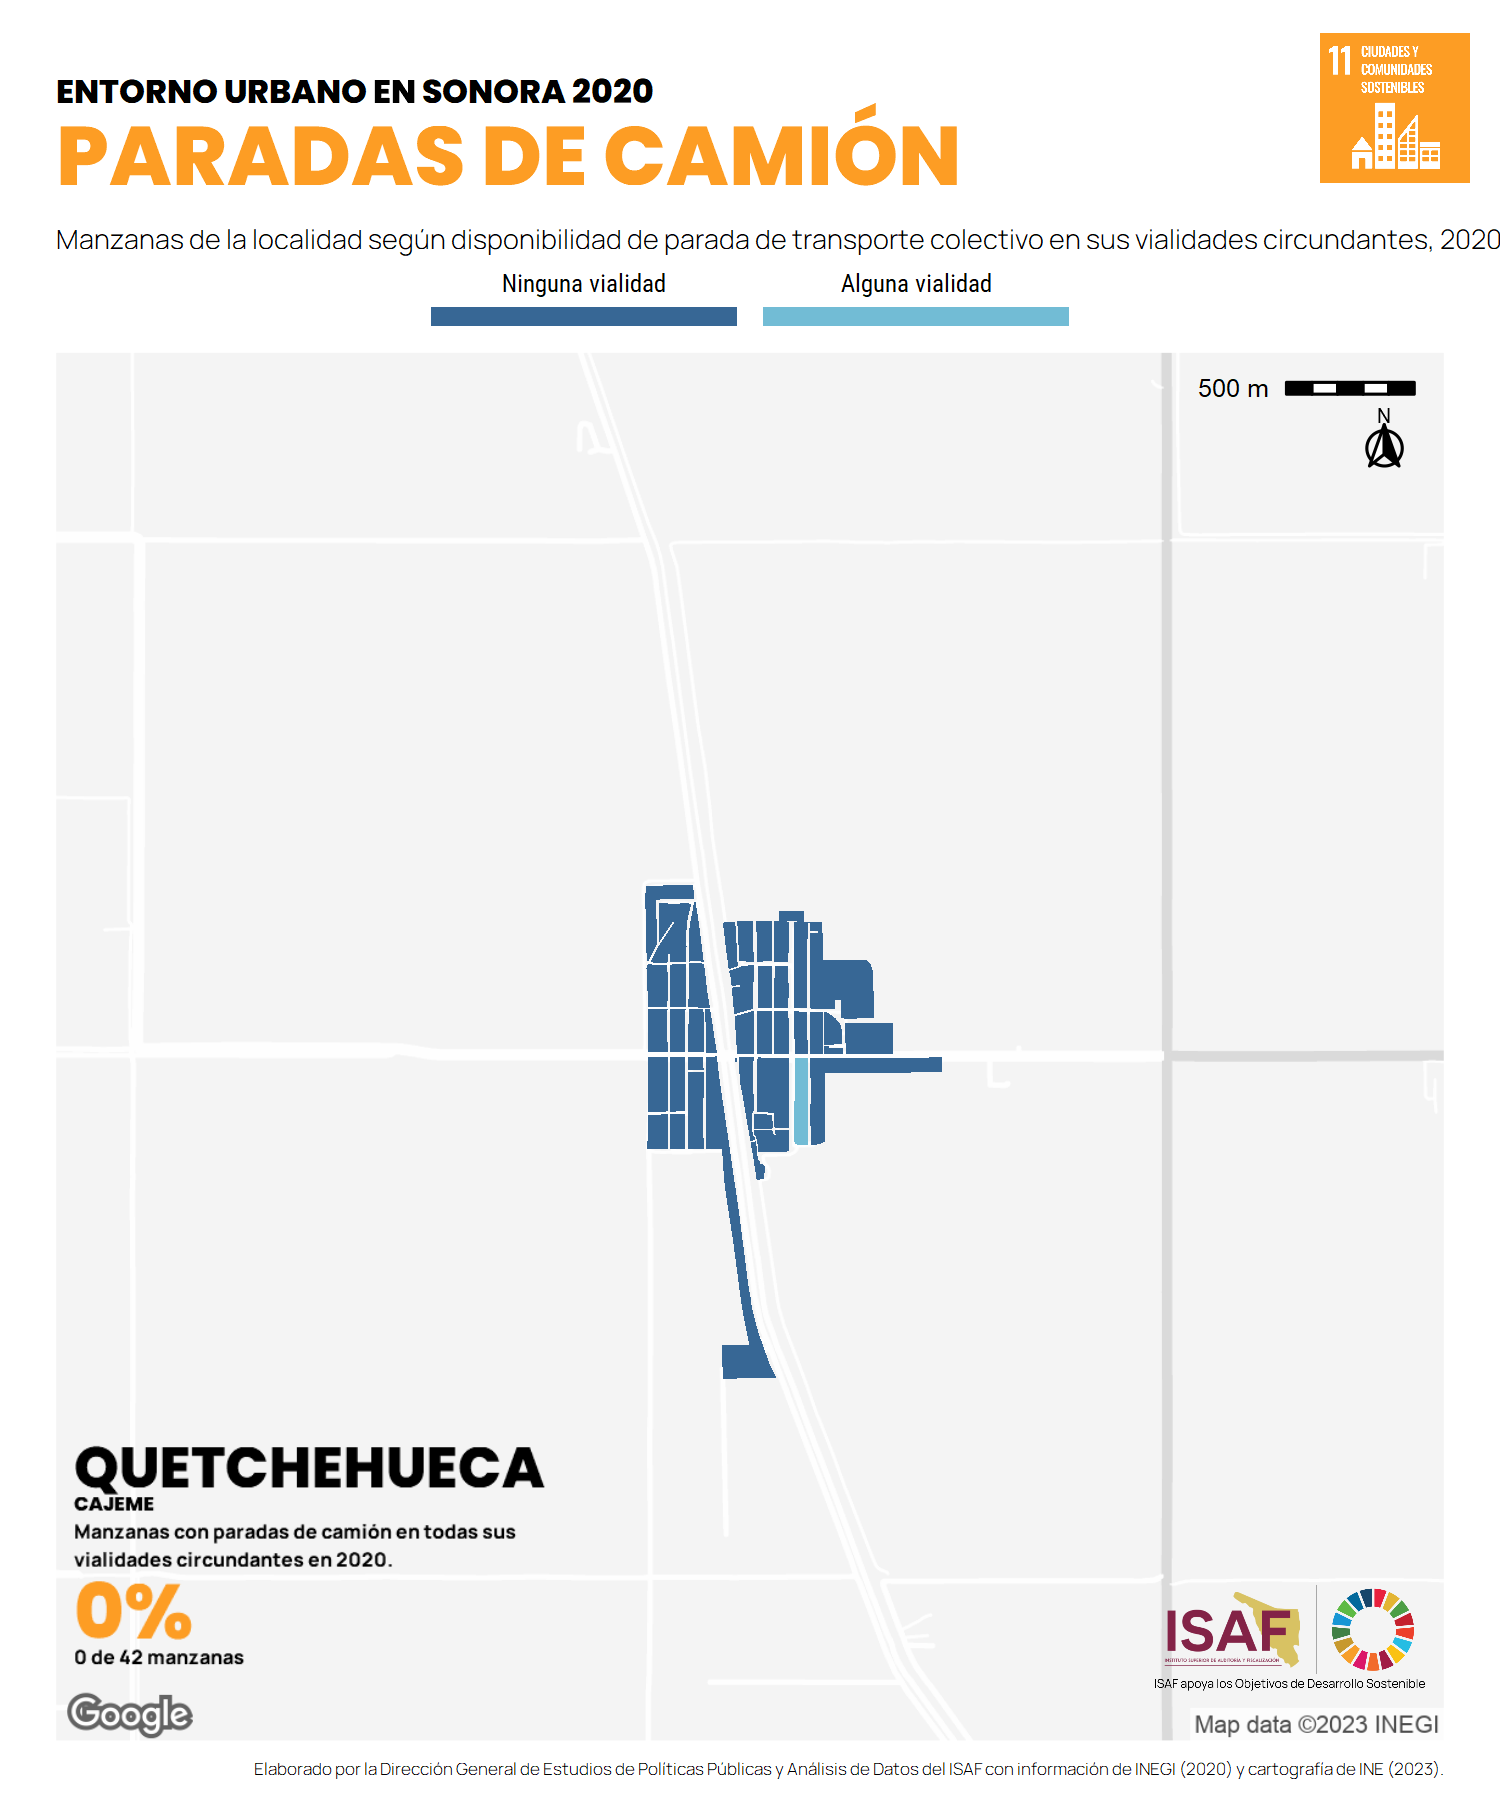 ENTORNO URBANO EN SONORA 2020
PARADAS DE CAMIÓN
11 CIUDADES Y
COMUNIDADES
SOSTENIBLES
Manzanas de la localidad según disponibilidad de parada de transporte colectivo en sus vialidades circundantes, 2020
Ninguna vialidad
Alguna vialidad
500 m
N
QUETCHEHUECA
CAJEME
Manzanas con paradas de camión en todas sus
vialidades circundantes en 2020.
0%
0 de 42 manzanas
ISAF
INSTITUTO SUPERIOR DE AUDITORÍA Y FISCALIZACIÓN
ISAF apoya los Objetivos de Desarrollo Sostenible
Google
Map data ©2023 INEGI
Elaborado por la Dirección General de Estudios de Políticas Públicas y Análisis de Datos del ISAF con información de INEGI (2020) y cartografía de INE (2023).